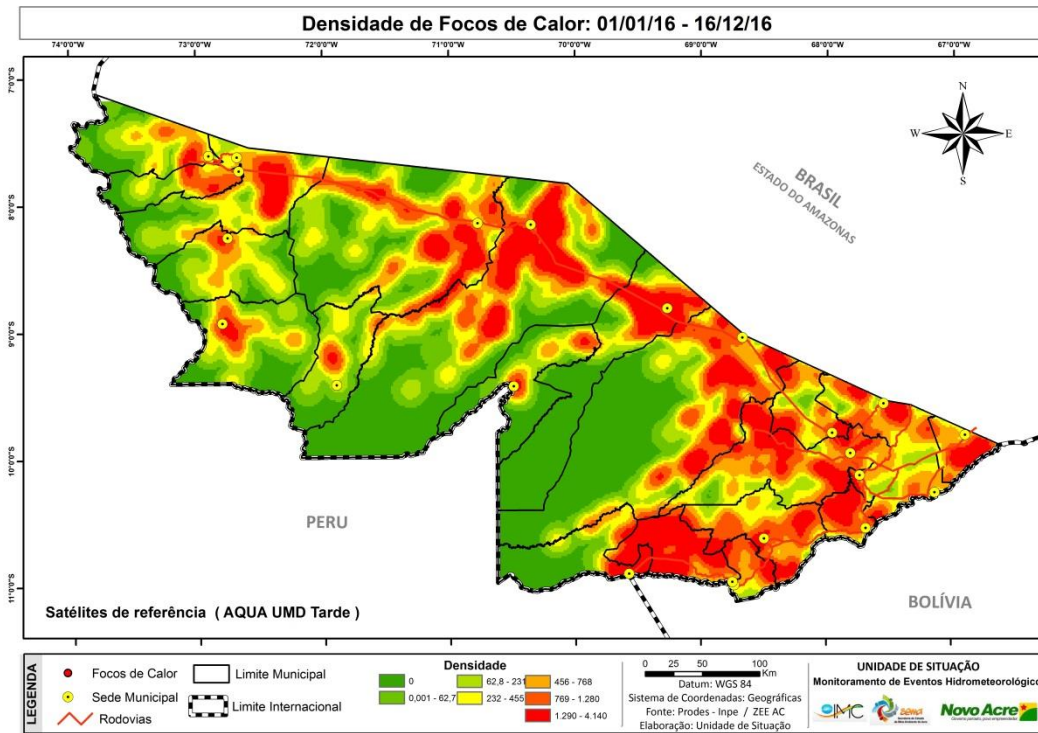 Densidade de Focos de Calor: 01/01/16 - 16/12/16
74°0'0"W 73°0'0"W 72°0'0"W 71°0'0"W 70°0'0"W 69°0'0"W 68°0'0"W 67°0'0"W
7°0'0"S
8°0'0"S
9°0'0"S
10°0'0"S
11°0'0"S
N
W E
S
BRASIL
ESTADO DO AMAZONAS
PERU
BOLÍVIA
Satélites de referência ( AQUA UMD Tarde )
LEGENDA
Focos de Calor
Sede Municipal
Rodovias
Limite Municipal
Limite Internacional
Densidade
0
0,001 - 62,7
62,8 - 231
232 - 455
456 - 768
769 - 1.280
1.290 - 4.140
0 25 50 100
Km
Datum: WGS 84
Sistema de Coordenadas: Geográficas
Fonte: Prodes - Inpe / ZEE AC
Elaboração: Unidade de Situação
UNIDADE DE SITUAÇÃO
Monitoramento de Eventos Hidrometeorológico
IMC
sema
Novo Acre